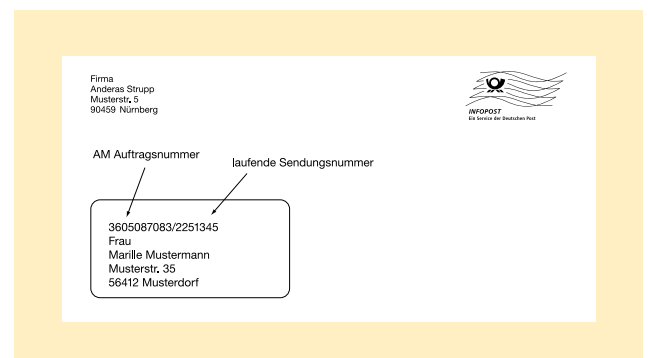 Firma
Anderas Strupp
Musterstr. 5
90459 Nürnberg
INFOPOST
Ein Service der Deutschen Post
AM Auftragsnummer
laufende Sendungsnummer
3605087083/2251345
Frau
Marille Mustermann
Musterstr. 35
56412 Musterdorf